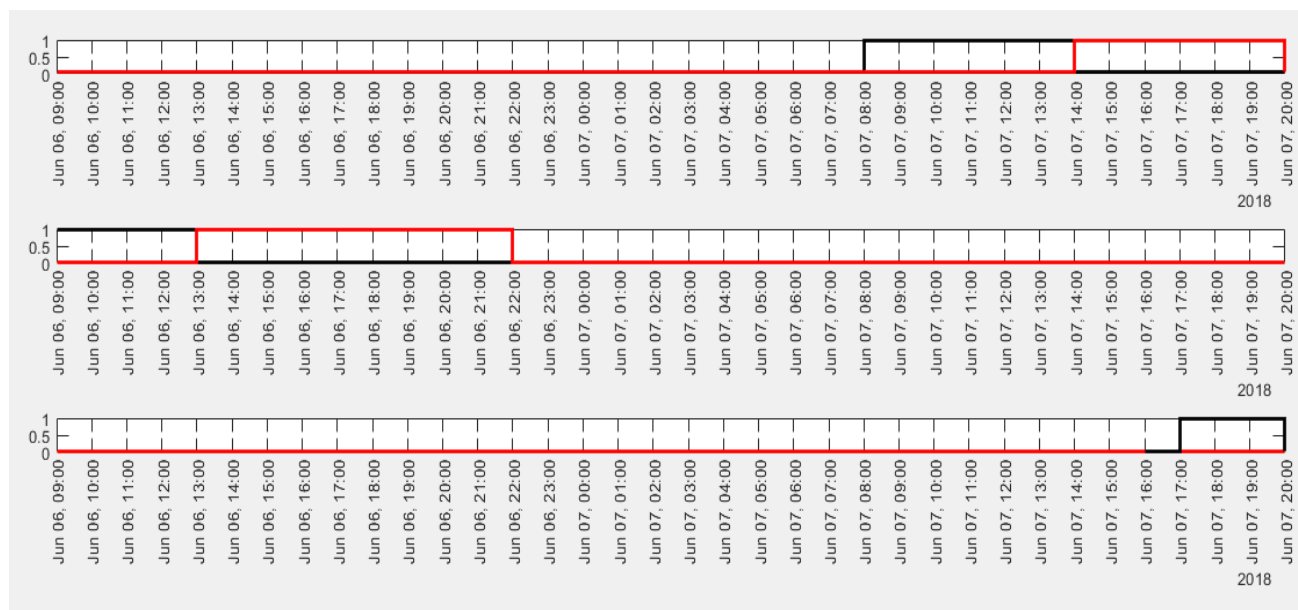 1
0.5
0
Jun 06, 09:00
Jun 06, 10:00
Jun 06, 11:00
Jun 06, 12:00
Jun 06, 13:00
Jun 06, 14:00
Jun 06, 15:00
Jun 06, 16:00
Jun 06, 17:00
Jun 06, 18:00
Jun 06, 19:00
Jun 06, 20:00
Jun 06, 21:00
Jun 06, 22:00
Jun 06, 23:00
Jun 07, 00:00
Jun 07, 01:00
Jun 07, 02:00
Jun 07, 03:00
Jun 07, 04:00
Jun 07, 05:00
Jun 07, 06:00
Jun 07, 07:00
Jun 07, 08:00
Jun 07, 09:00
Jun 07, 10:00
Jun 07, 11:00
Jun 07, 12:00
Jun 07, 13:00
Jun 07, 14:00
Jun 07, 15:00
Jun 07, 16:00
Jun 07, 17:00
Jun 07, 18:00
Jun 07, 19:00
Jun 07, 20:00
2018
1
0.5
0
Jun 06, 09:00
Jun 06, 10:00
Jun 06, 11:00
Jun 06, 12:00
Jun 06, 13:00
Jun 06, 14:00
Jun 06, 15:00
Jun 06, 16:00
Jun 06, 17:00
Jun 06, 18:00
Jun 06, 19:00
Jun 06, 20:00
Jun 06, 21:00
Jun 06, 22:00
Jun 06, 23:00
Jun 07, 00:00
Jun 07, 01:00
Jun 07, 02:00
Jun 07, 03:00
Jun 07, 04:00
Jun 07, 05:00
Jun 07, 06:00
Jun 07, 07:00
Jun 07, 08:00
Jun 07, 09:00
Jun 07, 10:00
Jun 07, 11:00
Jun 07, 12:00
Jun 07, 13:00
Jun 07, 14:00
Jun 07, 15:00
Jun 07, 16:00
Jun 07, 17:00
Jun 07, 18:00
Jun 07, 19:00
Jun 07, 20:00
2018
1
0.5
0
Jun 06, 09:00
Jun 06, 10:00
Jun 06, 11:00
Jun 06, 12:00
Jun 06, 13:00
Jun 06, 14:00
Jun 06, 15:00
Jun 06, 16:00
Jun 06, 17:00
Jun 06, 18:00
Jun 06, 19:00
Jun 06, 20:00
Jun 06, 21:00
Jun 06, 22:00
Jun 06, 23:00
Jun 07, 00:00
Jun 07, 01:00
Jun 07, 02:00
Jun 07, 03:00
Jun 07, 04:00
Jun 07, 05:00
Jun 07, 06:00
Jun 07, 07:00
Jun 07, 08:00
Jun 07, 09:00
Jun 07, 10:00
Jun 07, 11:00
Jun 07, 12:00
Jun 07, 13:00
Jun 07, 14:00
Jun 07, 15:00
Jun 07, 16:00
Jun 07, 17:00
Jun 07, 18:00
Jun 07, 19:00
Jun 07, 20:00
2018